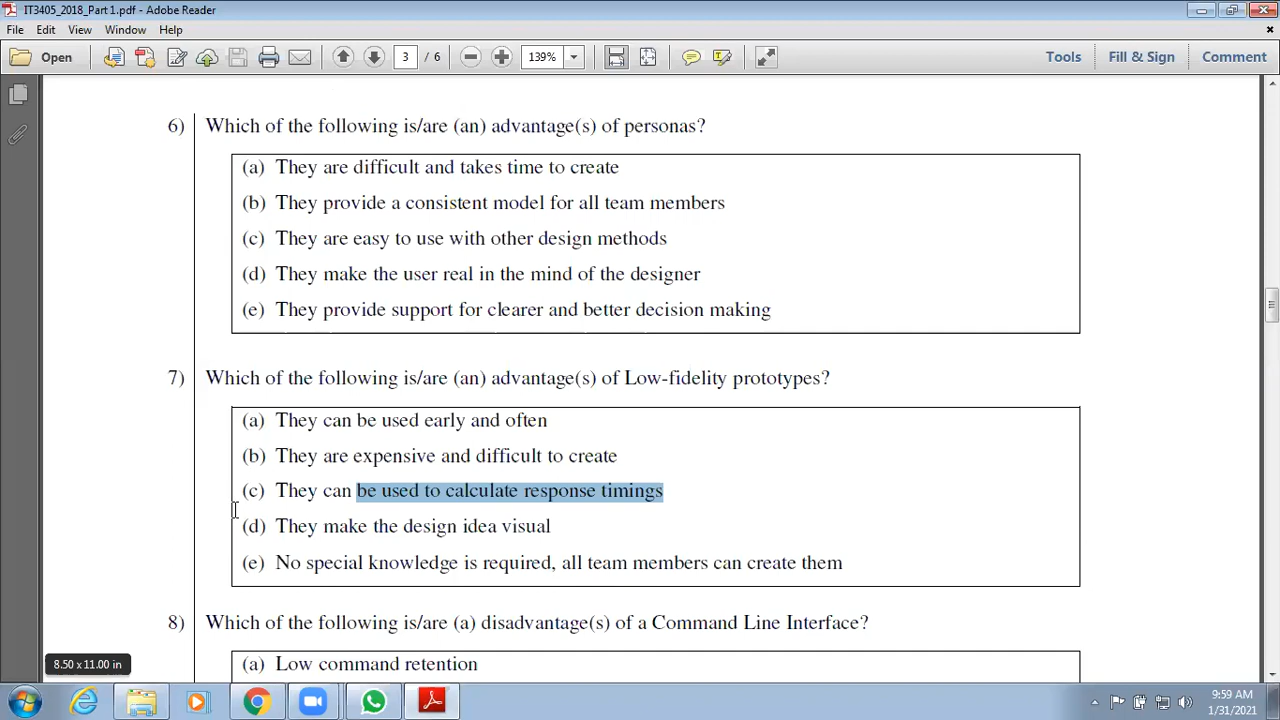 IT3405_2018_Part 1.pdf - Adobe Reader
File Edit View Window Help
Open 3 / 6 139% Tools Fill & Sign Comment
6) Which of the following is/are (an) advantage(s) of personas?
(a) They are difficult and takes time to create
(b) They provide a consistent model for all team members
(c) They are easy to use with other design methods
(d) They make the user real in the mind of the designer
(e) They provide support for clearer and better decision making
7) Which of the following is/are (an) advantage(s) of Low-fidelity prototypes?
(a) They can be used early and often
(b) They are expensive and difficult to create
(c) They can be used to calculate response timings
(d) They make the design idea visual
(e) No special knowledge is required, all team members can create them
8) Which of the following is/are (a) disadvantage(s) of a Command Line Interface?
(a) Low command retention
8.50 x 11.00 in
9:59 AM
1/31/2021